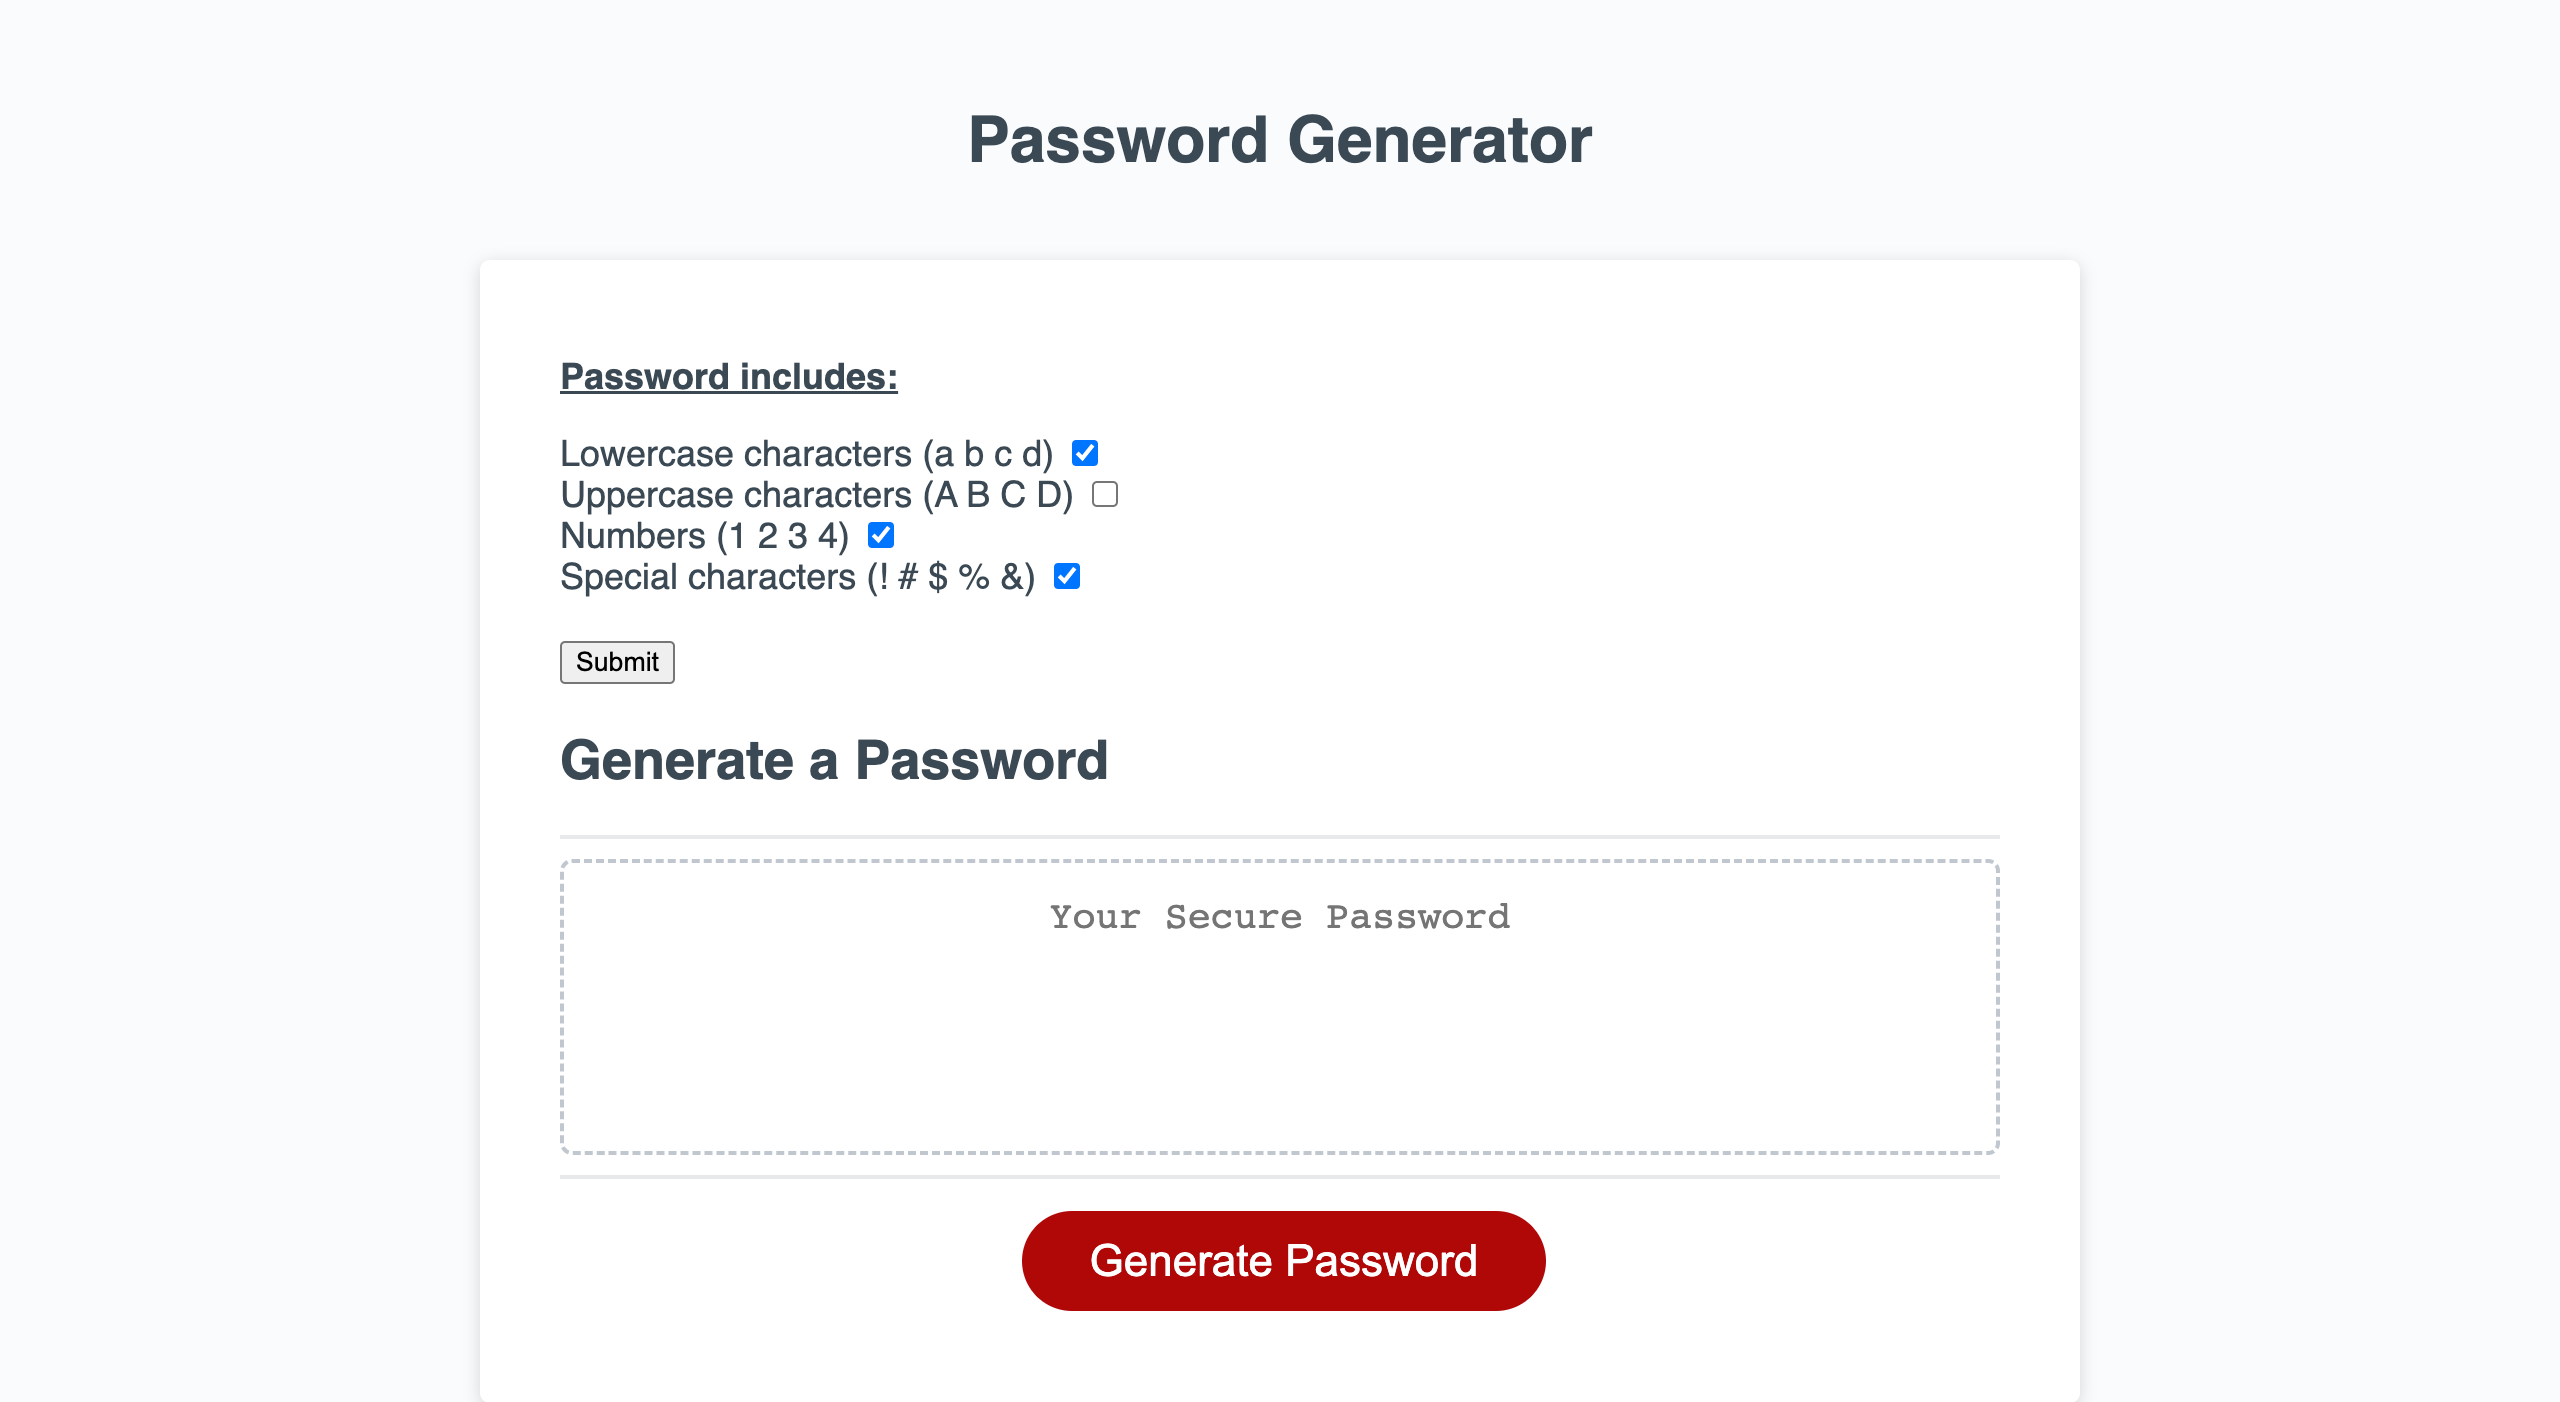 Password Generator
Password includes:
Lowercase characters (a b c d)
Uppercase characters (A B C D)
Numbers (1 2 3 4)
Special characters (! # $ % &)
Submit
Generate a Password
Your Secure Password
Generate Password